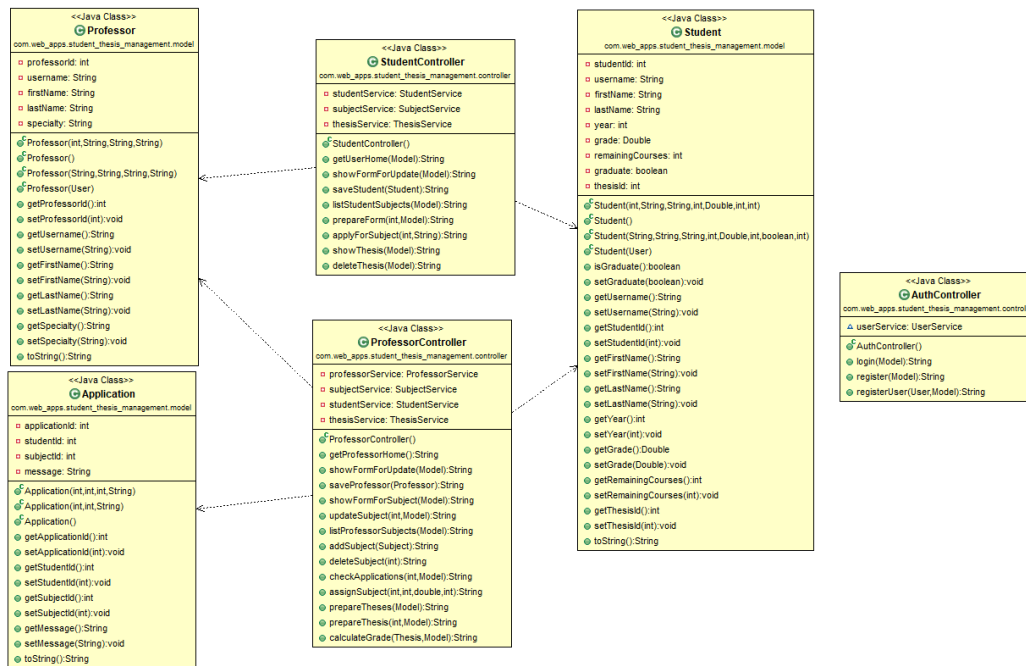 <<Java Class>>
Professor
com.web_apps.student_thesis_management.model
professorId: int
username: String
firstName: String
lastName: String
specialty: String
Professor(int,String,String,String)
Professor()
Professor(String,String,String,String)
Professor(User)
getProfessorId():int
setProfessorId(int):void
getUsername():String
setUsername(String):void
getFirstName():String
setFirstName(String):void
getLastName():String
setLastName(String):void
getSpecialty():String
setSpecialty(String):void
toString():String
<<Java Class>>
Application
com.web_apps.student_thesis_management.model
applicationId: int
studentId: int
subjectId: int
message: String
Application(int,int,int,String)
Application(int,int,String)
Application()
getApplicationId():int
setApplicationId(int):void
getStudentId():int
setStudentId(int):void
getSubjectId():int
setSubjectId(int):void
getMessage():String
setMessage(String):void
toString():String
<<Java Class>>
StudentController
com.web_apps.student_thesis_management.controller
studentService: StudentService
subjectService: SubjectService
thesisService: ThesisService
StudentController()
getUserHome(Model):String
showFormForUpdate(Model):String
saveStudent(Student):String
listStudentSubjects(Model):String
prepareForm(int,Model):String
applyForSubject(int,String):String
showThesis(Model):String
deleteThesis(Model):String
<<Java Class>>
ProfessorController
com.web_apps.student_thesis_management.controller
professorService: ProfessorService
subjectService: SubjectService
studentService: StudentService
thesisService: ThesisService
ProfessorController()
getProfessorHome():String
showFormForUpdate(Model):String
saveProfessor(Professor):String
showFormForSubject(Model):String
updateSubject(int,Model):String
listProfessorSubjects(Model):String
addSubject(Subject):String
deleteSubject(int):String
checkApplications(int,Model):String
assignSubject(int,int,double,int):String
prepareTheses(Model):String
prepareThesis(int,Model):String
calculateGrade(Thesis,Model):String
<<Java Class>>
Student
com.web_apps.student_thesis_management.model
studentId: int
username: String
firstName: String
lastName: String
year: int
grade: Double
remainingCourses: int
graduate: boolean
thesisId: int
Student(int,String,String,int,Double,int,int)
Student()
Student(String,String,String,int,Double,int,boolean,int)
Student(User)
isGraduate():boolean
setGraduate(boolean):void
getUsername():String
setUsername(String):void
getStudentId():int
setStudentId(int):void
getFirstName():String
setFirstName(String):void
getLastName():String
setLastName(String):void
getYear():int
setYear(int):void
getGrade():Double
setGrade(Double):void
getRemainingCourses():int
setRemainingCourses(int):void
getThesisId():int
setThesisId(int):void
toString():String
<<Java Class>>
AuthController
com.web_apps.student_thesis_management.control
userService: UserService
AuthController()
login(Model):String
register(Model):String
registerUser(User,Model):String